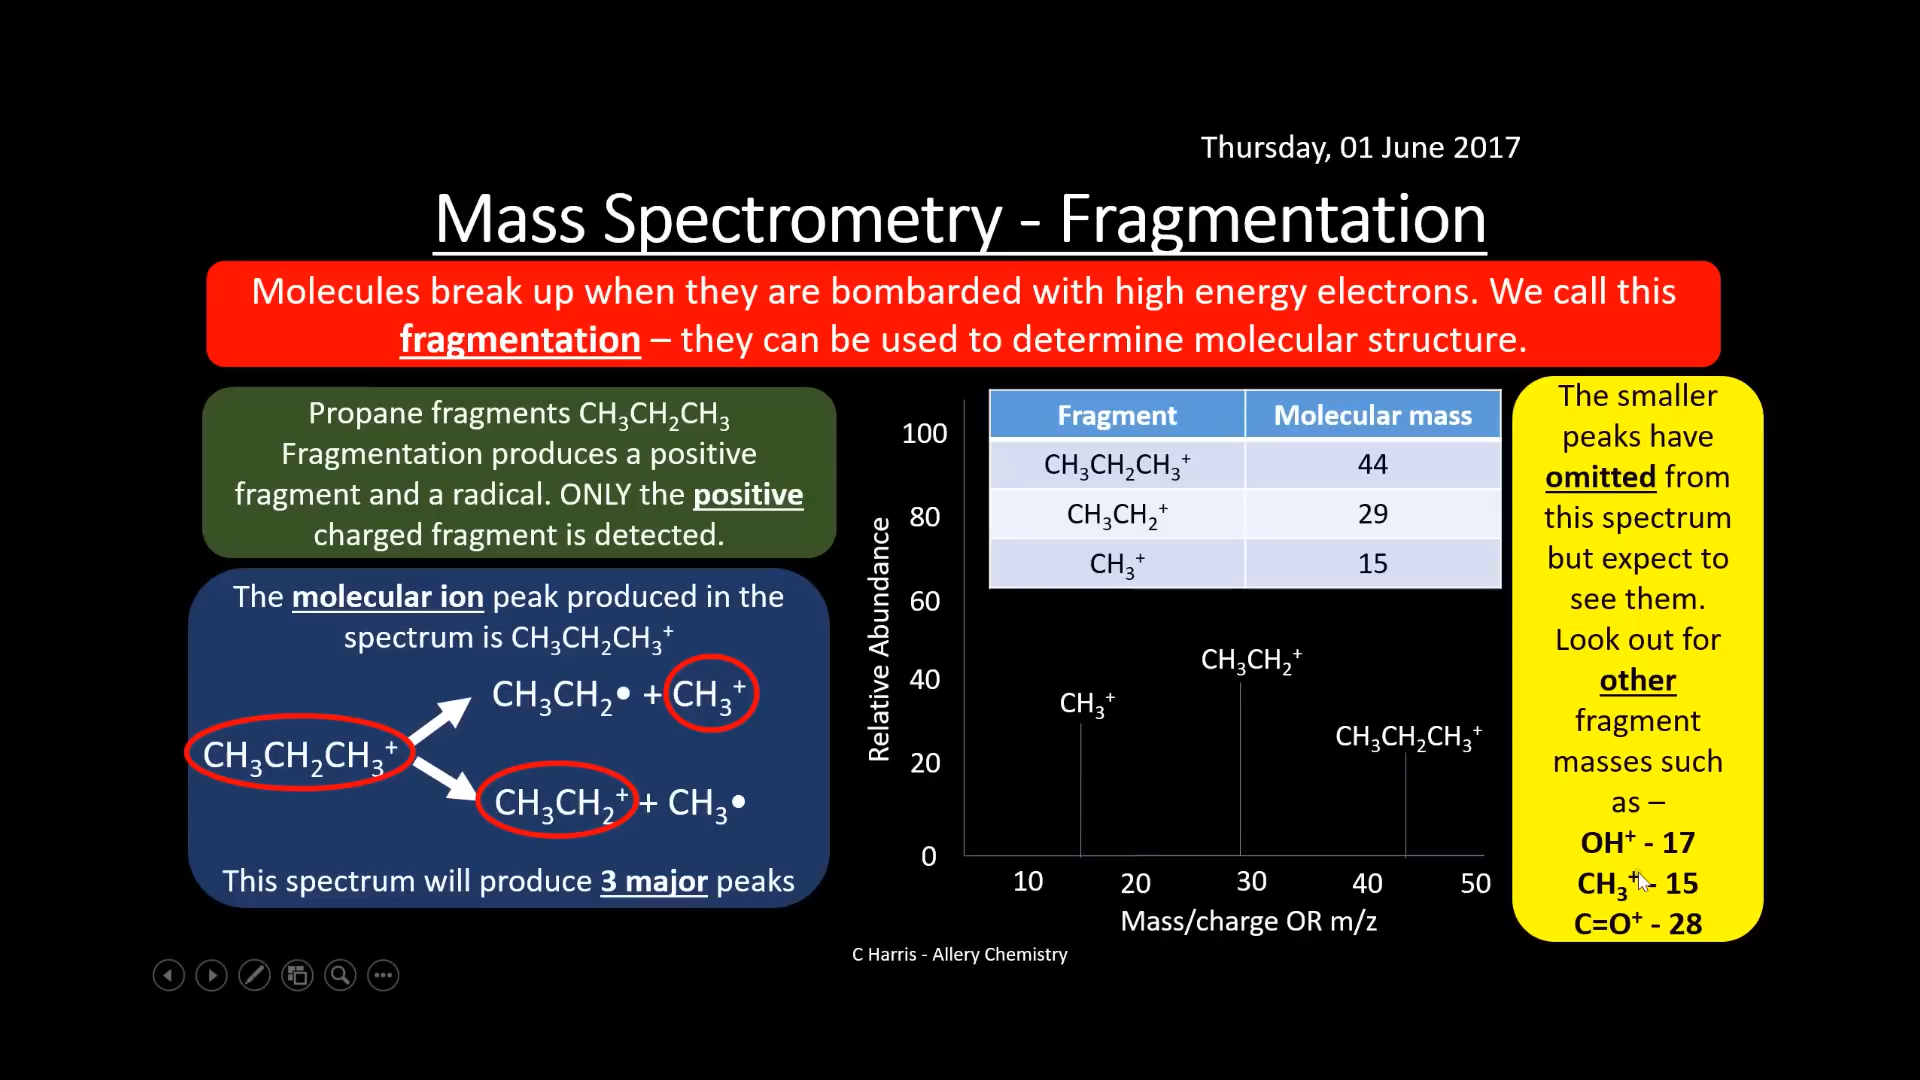 Thursday, 01 June 2017
Mass Spectrometry - Fragmentation
Molecules break up when they are bombarded with high energy electrons. We call this
fragmentation – they can be used to determine molecular structure.
Propane fragments CH₃CH₂CH₃
Fragmentation produces a positive
fragment and a radical. ONLY the positive
charged fragment is detected.
The molecular ion peak produced in the
spectrum is CH₃CH₂CH₃⁺
CH₃CH₂• + CH₃⁺
CH₃CH₂CH₃⁺
CH₃CH₂⁺ + CH₃•
This spectrum will produce 3 major peaks
Fragment Molecular mass
CH₃CH₂CH₃⁺ 44
CH₃CH₂⁺ 29
CH₃⁺ 15
Relative Abundance
100
80
60
40
20
0
CH₃⁺
CH₃CH₂⁺
CH₃CH₂CH₃⁺
10 20 30 40 50
Mass/charge OR m/z
The smaller
peaks have
omitted from
this spectrum
but expect to
see them.
Look out for
other
fragment
masses such
as –
OH⁺ - 17
CH₃⁺ - 15
C=O⁺ - 28
C Harris - Allery Chemistry